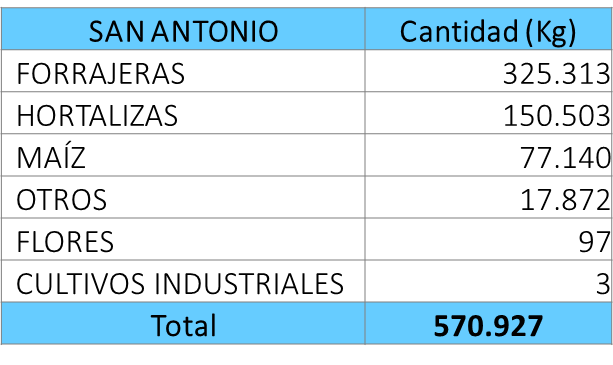 SAN ANTONIO Cantidad (Kg)
FORRAJERAS 325.313
HORTALIZAS 150.503
MAÍZ 77.140
OTROS 17.872
FLORES 97
CULTIVOS INDUSTRIALES 3
Total 570.927